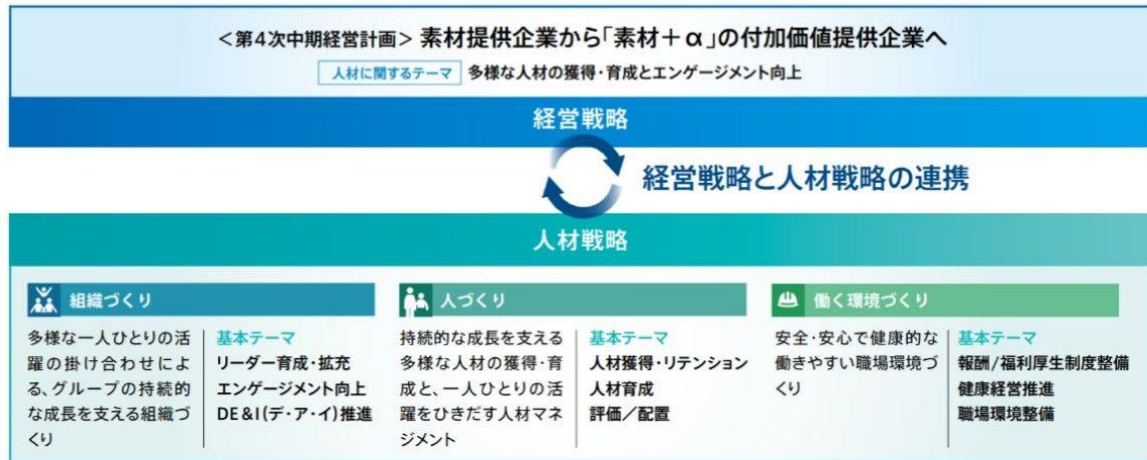 <第4次中期経営計画> 素材提供企業から「素材+α」の付加価値提供企業へ
人材に関するテーマ 多様な人材の獲得・育成とエンゲージメント向上
経営戦略
経営戦略と人材戦略の連携
人材戦略
組織づくり
多様な一人ひとりの活
躍の掛け合わせによ
る、グループの持続的
な成長を支える組織づ
くり
基本テーマ
リーダー育成・拡充
エンゲージメント向上
DE&I(デ・ア・イ)推進
人づくり
持続的な成長を支える
多様な人材の獲得・育
成と、一人ひとりの活
躍をひきだす人材マネ
ジメント
基本テーマ
人材獲得・リテンション
人材育成
評価/配置
働く環境づくり
安全・安心で健康的な
働きやすい職場環境づ
くり
基本テーマ
報酬/福利厚生制度整備
健康経営推進
職場環境整備